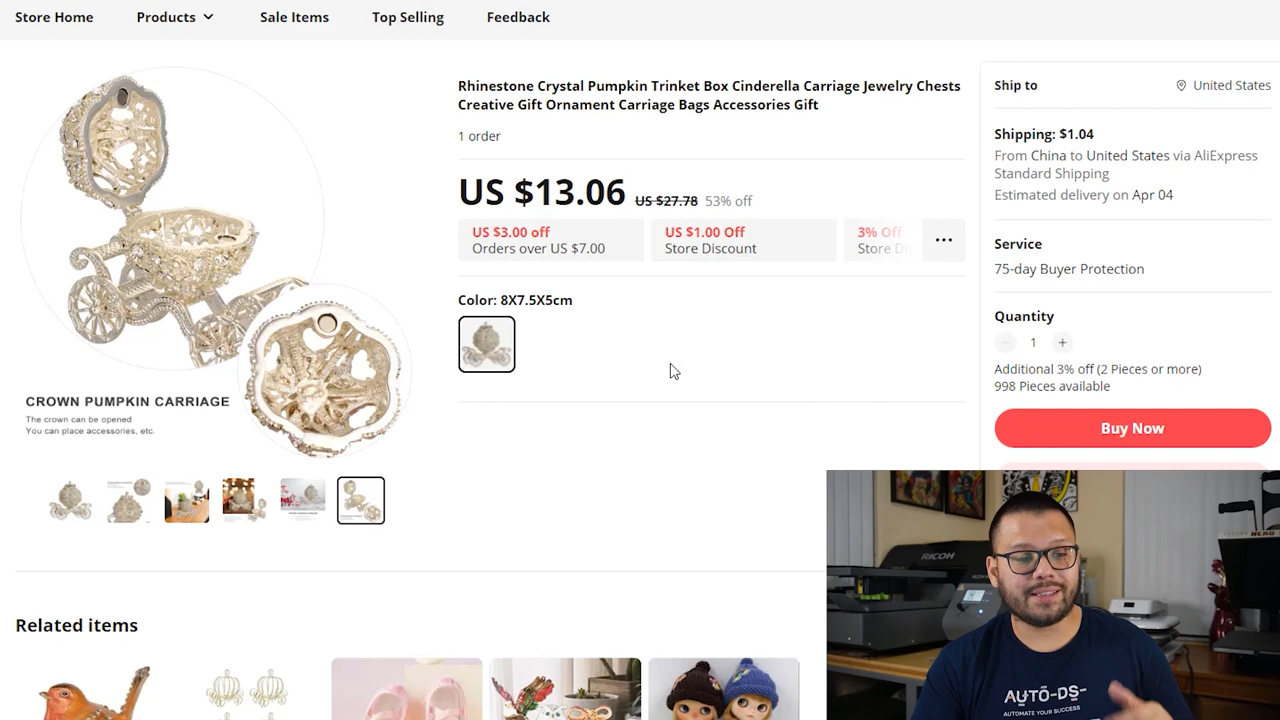 Store Home
Products
Sale Items
Top Selling
Feedback
Rhinestone Crystal Pumpkin Trinket Box Cinderella Carriage Jewelry Chests
Creative Gift Ornament Carriage Bags Accessories Gift
1 order
US $13.06 US $27.78 53% off
US $3.00 off
Orders over US $7.00
US $1.00 Off
Store Discount
3% Off
Store
Color: 8X7.5X5cm
CROWN PUMPKIN CARRIAGE
The crown can be opened
You can place accessories, etc.
Ship to
United States
Shipping: $1.04
From China to United States via AliExpress
Standard Shipping
Estimated delivery on Apr 04
Service
75-day Buyer Protection
Quantity
1
Additional 3% off (2 Pieces or more)
998 Pieces available
Buy Now
Related items
RICOH
AUTO-DS-
AUTOMATE YOUR SUCCESS